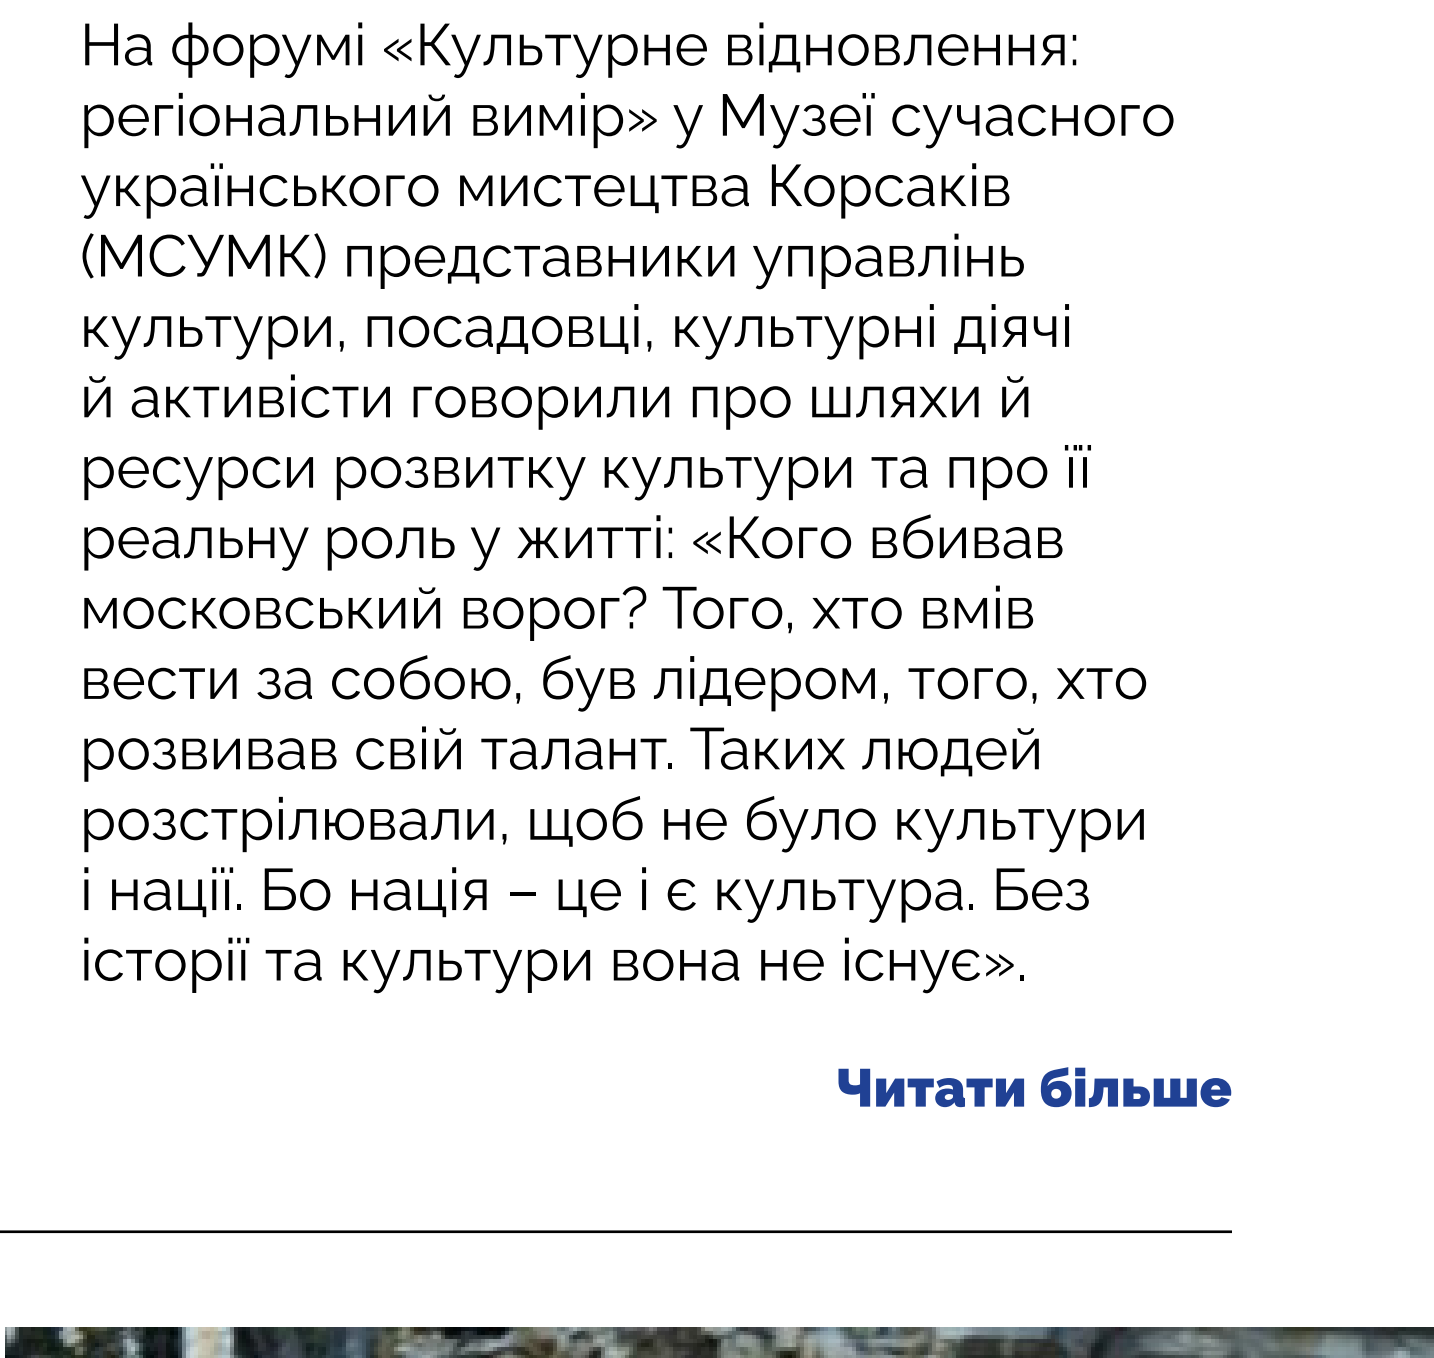 На форумі «Культурне відновлення:
регіональний вимір» у Музеї сучасного
українського мистецтва Корсаків
(МСУМК) представники управлінь
культури, посадовці, культурні діячі
й активісти говорили про шляхи й
ресурси розвитку культури та про її
реальну роль у житті: «Кого вбивав
московський ворог? Того, хто вмів
вести за собою, був лідером, того, хто
розвивав свій талант. Таких людей
розстрілювали, щоб не було культури
і нації. Бо нація – це і є культура. Без
історії та культури вона не існує».
Читати більше